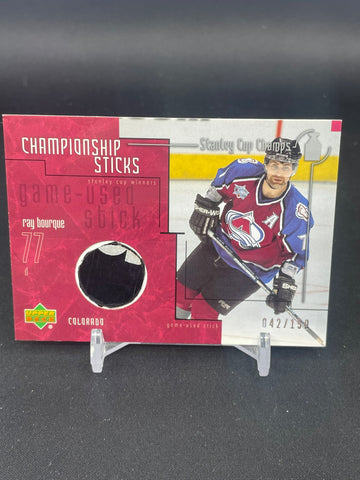 CHAMPIONSHIP
STICKS
Stanley Cup Champs
stanley cup winners
game-used
stick
ray bourque
77
d
A
UPPER
DECK
COLORADO
game-used stick
042/150